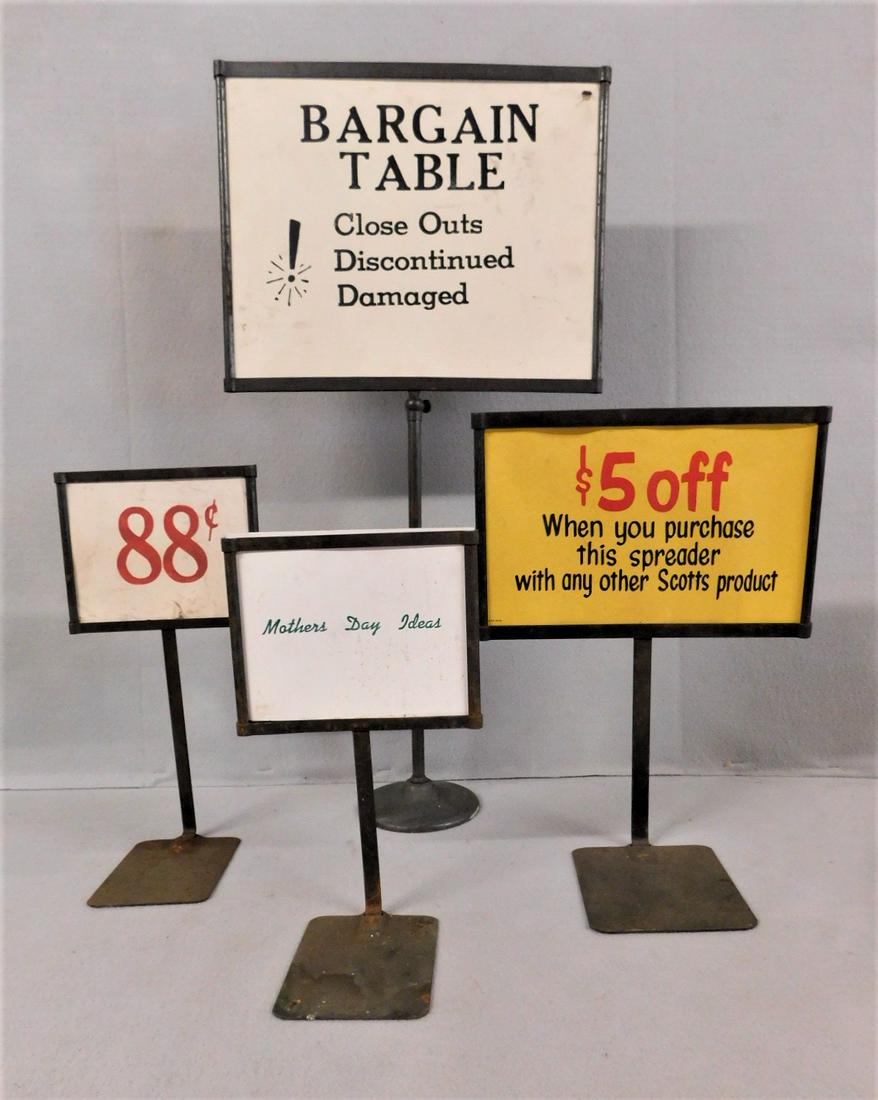 BARGAIN
TABLE
Close Outs
Discontinued
Damaged
88¢
Mothers Day Ideas
$5 off
When you purchase
this spreader
with any other Scotts product